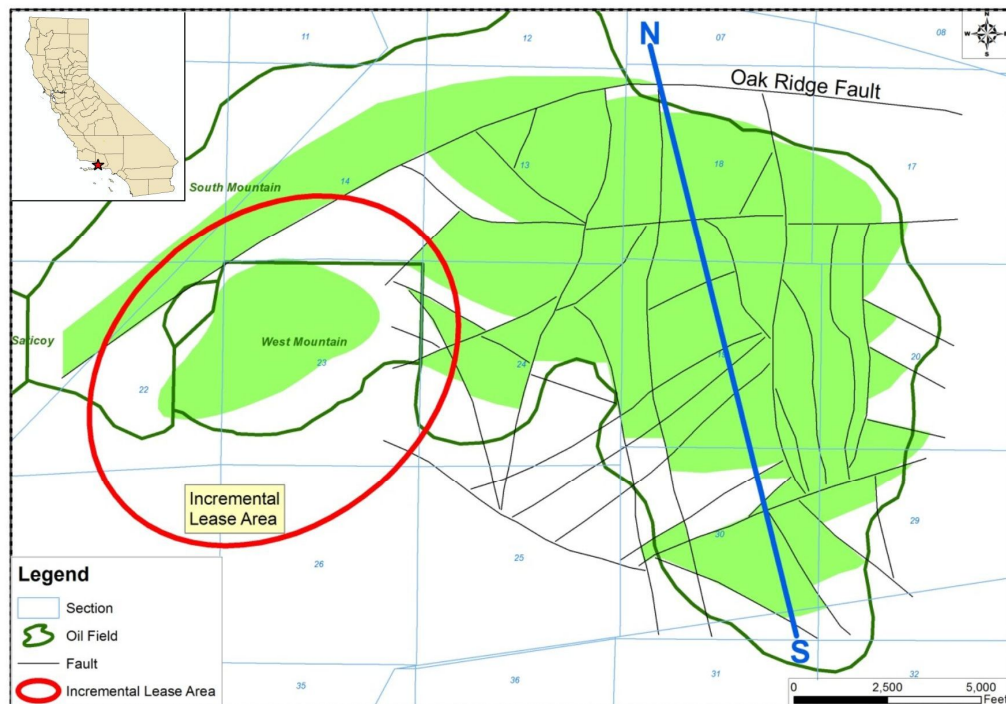 N
11
12
07
08
N
W
E
S
Oak Ridge Fault
13
18
17
14
South Mountain
Saticoy
West Mountain
22
23
24
19
20
Incremental
Lease Area
30
29
26
25
Legend
Section
Oil Field
Fault
Incremental Lease Area
S
35
36
31
32
0
2,500
5,000
Feet